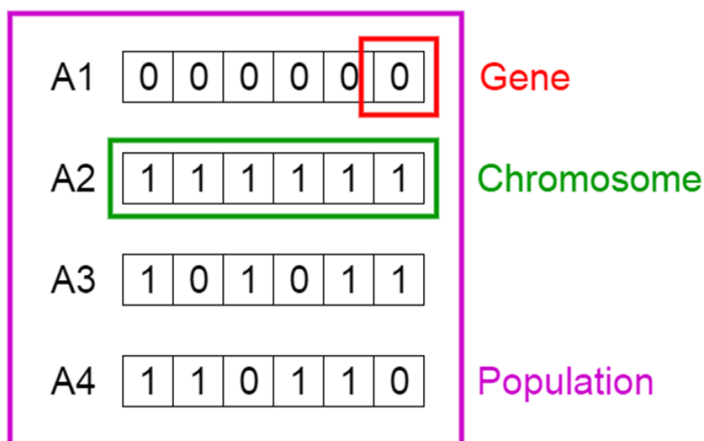 A1 0 0 0 0 0 0 Gene
A2 1 1 1 1 1 1 Chromosome
A3 1 0 1 0 1 1
A4 1 1 0 1 1 0 Population